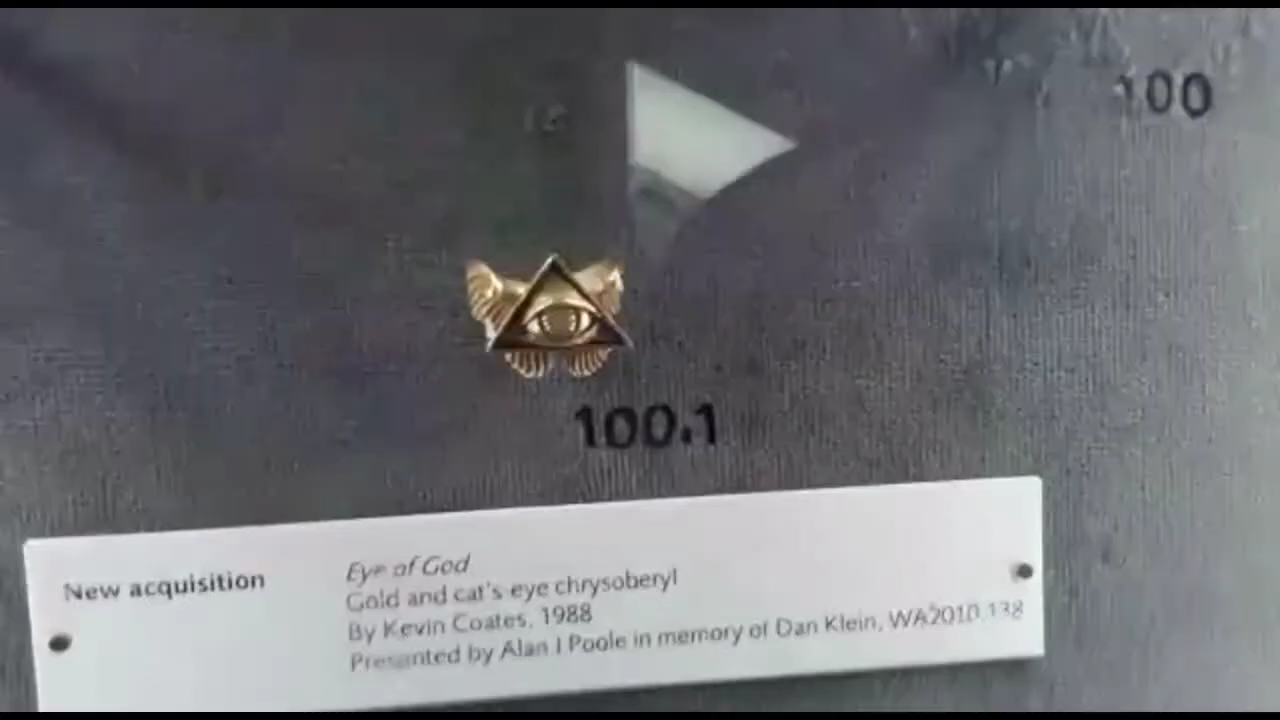 100
100.1
New acquisition
Eye of God
Gold and cat's eye chrysoberyl
By Kevin Coates, 1988
Presented by Alan I Poole in memory of Dan Klein, WA2010.138